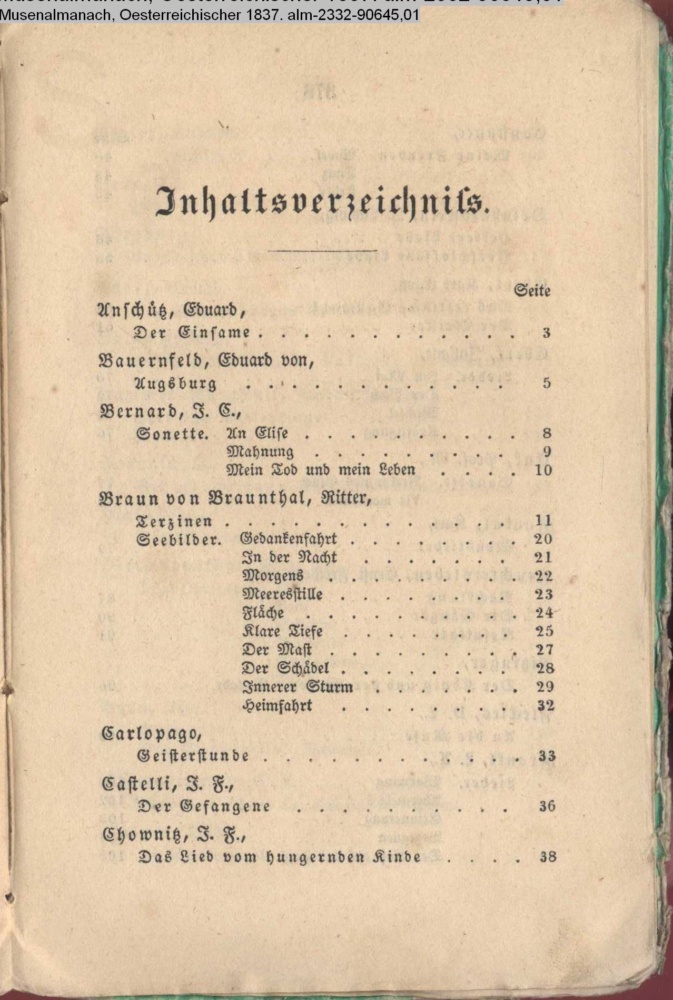 Musenalmanach, Oesterreichischer 1837. alm-2332-90645,01
Inhaltsverzeichniſs.
Seite
Anſchütz, Eduard,
Der Einſame . . . . . . . . . . . . 3
Bauernfeld, Eduard von,
Augsburg . . . . . . . . . . . . 5
Bernard, J. C.,
Sonette. An Eliſe . . . . . . . . . . 8
Mahnung . . . . . . . . . . 9
Mein Tod und mein Leben . . . . 10
Braun von Braunthal, Ritter,
Terzinen . . . . . . . . . . . . . 11
Seebilder. Gedankenfahrt . . . . . . . . 20
In der Nacht . . . . . . . . 21
Morgens . . . . . . . . . 22
Meeresſtille . . . . . . . . 23
Fläche . . . . . . . . . 24
Klare Tiefe . . . . . . . . 25
Der Maſt . . . . . . . . . 27
Der Schädel . . . . . . . . 28
Innerer Sturm . . . . . . . 29
Heimfahrt . . . . . . . . 32
Carlopago,
Geiſterſtunde . . . . . . . . . . . 33
Caſtelli, J. F.,
Der Gefangene . . . . . . . . . . 36
Chownitz, J. F.,
Das Lied vom hungernden Kinde . . . . 38